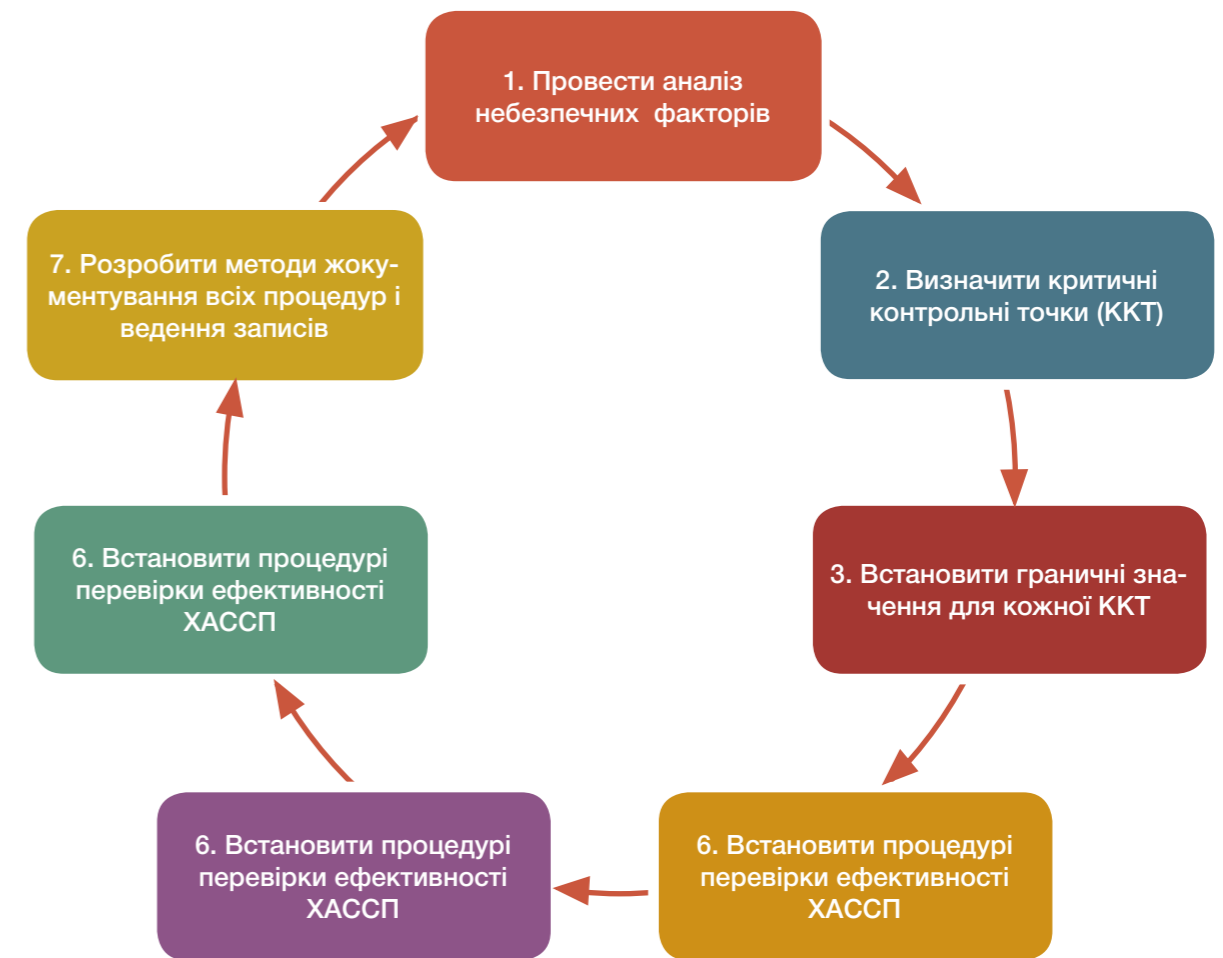 1. Провести аналіз
небезпечних факторів
2. Визначити критичні
контрольні точки (ККТ)
3. Встановити граничні зна-
чення для кожної ККТ
6. Встановити процедурі
перевірки ефективності
ХАССП
6. Встановити процедурі
перевірки ефективності
ХАССП
6. Встановити процедурі
перевірки ефективності
ХАССП
7. Розробити методи жоку-
ментування всіх процедур і
ведення записів